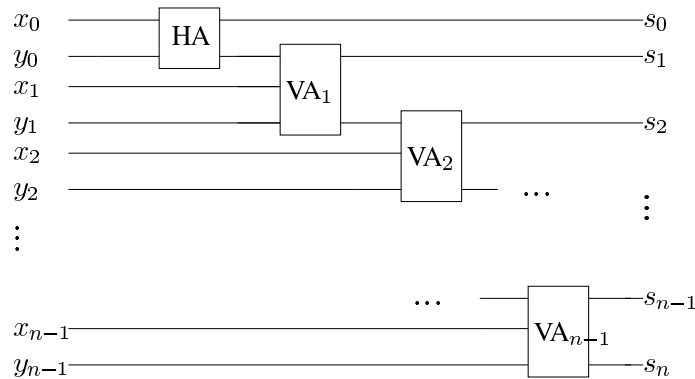 x₀ HA s₀
y₀ s₁
x₁ VA₁
y₁ s₂
x₂ VA₂
y₂ ... ⋮
⋮
... sₙ₋₁
xₙ₋₁ VAₙ₋₁
yₙ₋₁ sₙ